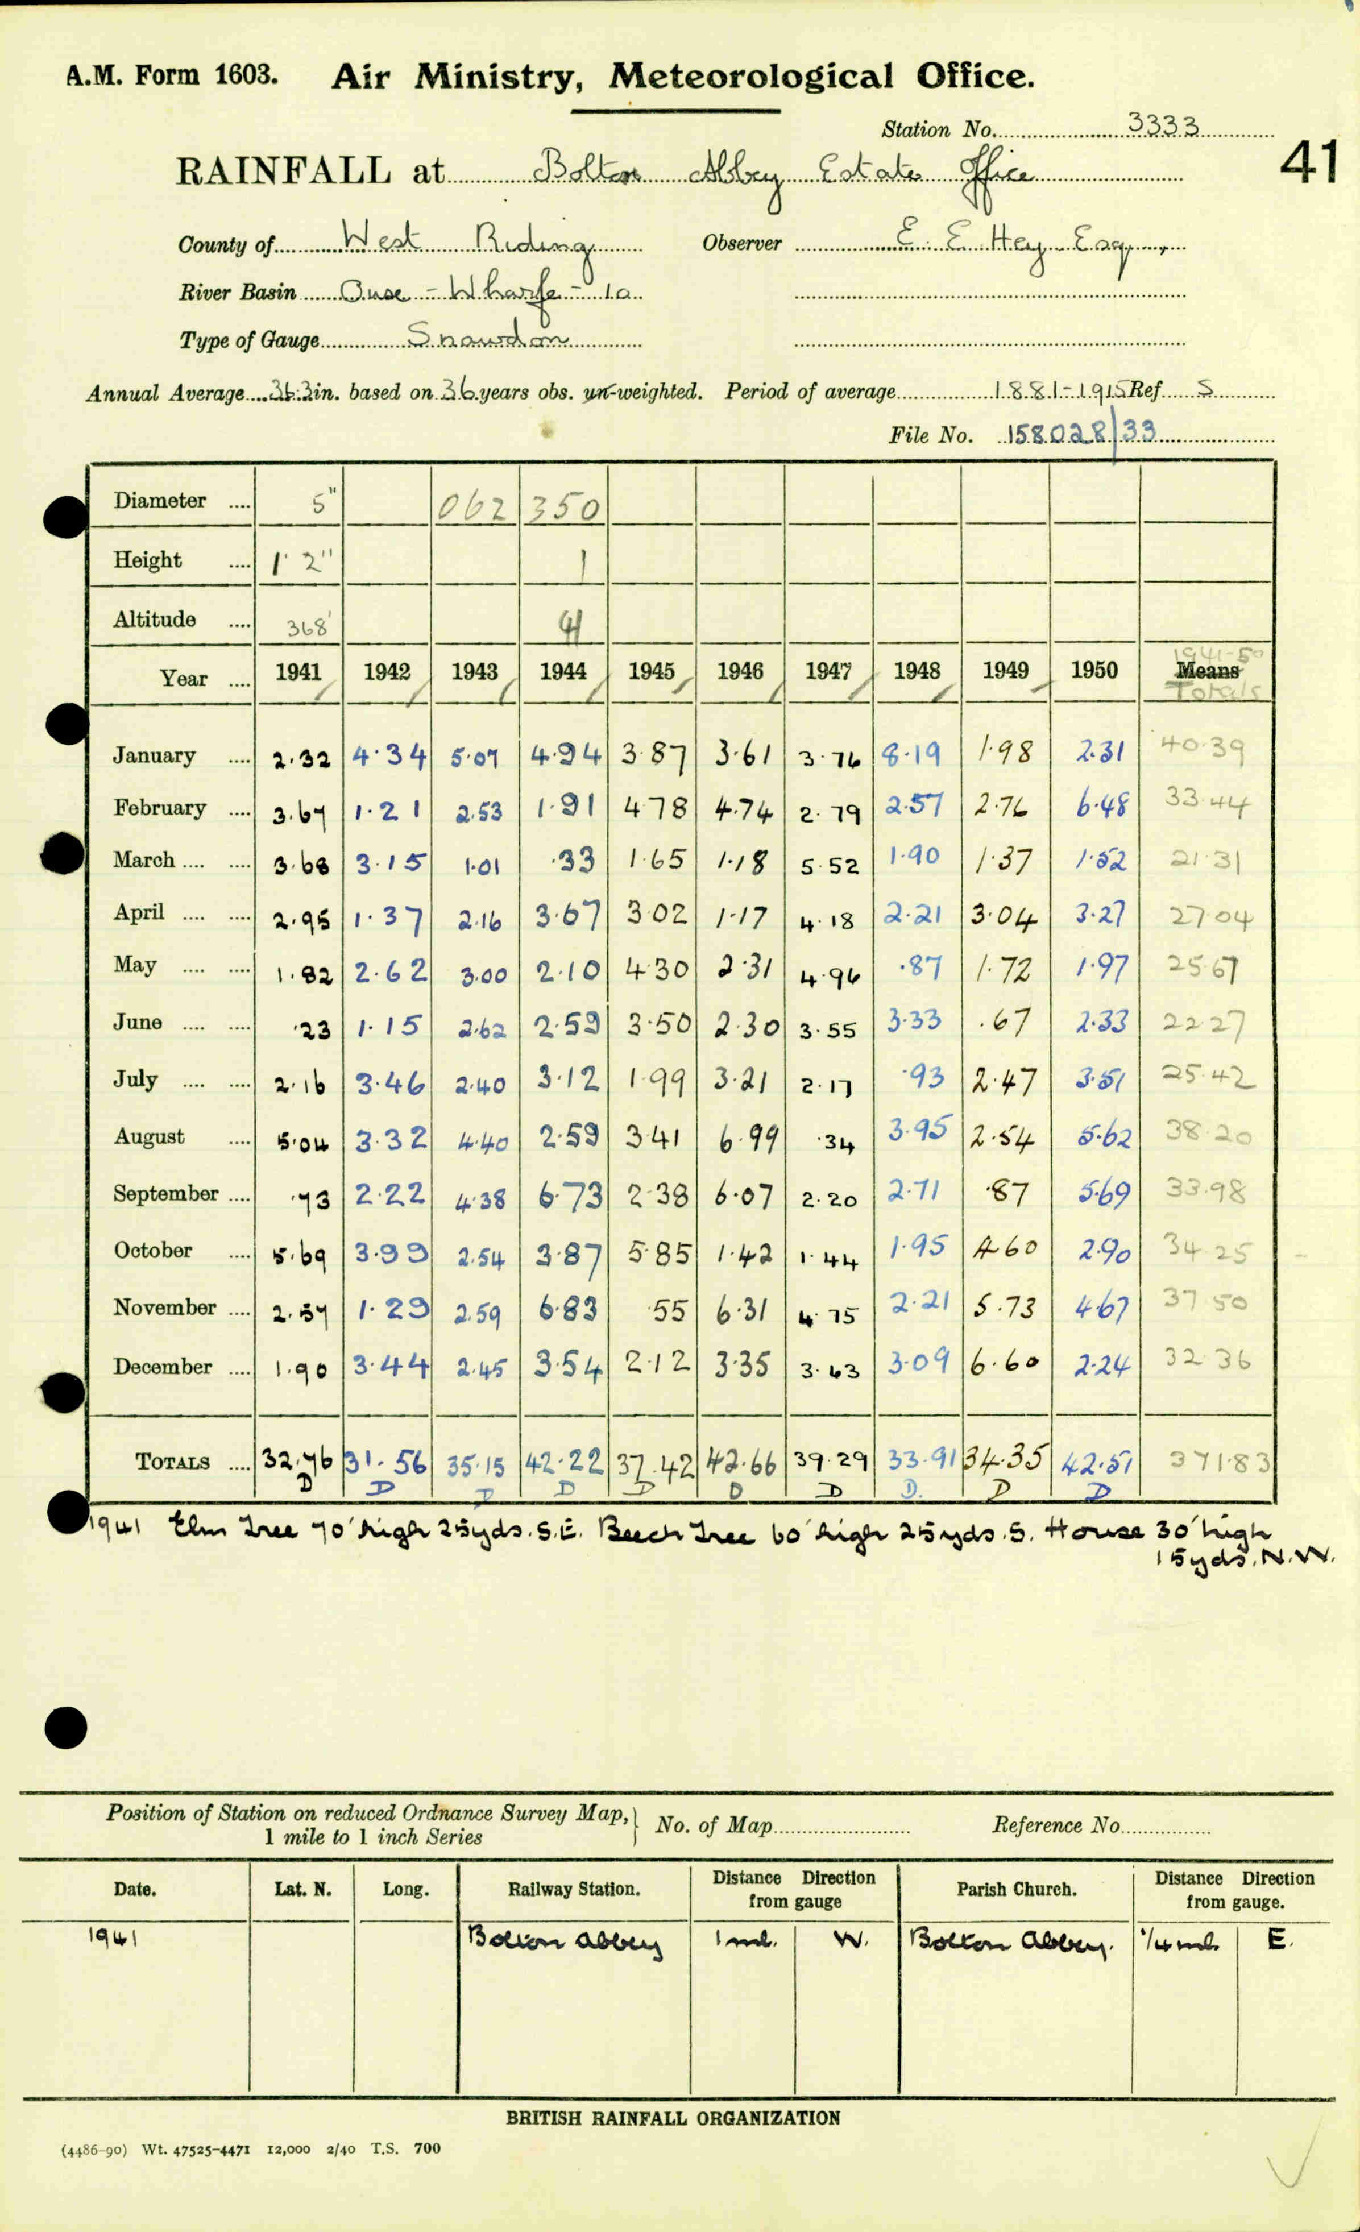 A.M. Form 1603. Air Ministry, Meteorological Office.
Station No. 3333
41
RAINFALL at Bolton Abbey Estate Office
County of West Riding Observer E. E. Hey Esq.,
River Basin Ouse - Wharfe - 10
Type of Gauge Snowdon
Annual Average 36.3 in. based on 36 years obs. un-weighted. Period of average 1881-1915 Ref S
File No. 158028/33
Diameter .... 5" 062 350
Height .... 1' 2" 1
Altitude .... 368' 41
Year .... 1941 1942 1943 1944 1945 1946 1947 1948 1949 1950 1941-50 Means Totals
January .... 2.32 4.34 5.07 4.94 3.87 3.61 3.76 8.19 1.98 2.31 40.39
February .... 3.67 1.21 2.53 1.91 4.78 4.74 2.79 2.57 2.76 6.48 33.44
March .... .... 3.68 3.15 1.01 .33 1.65 1.18 5.52 1.90 1.37 1.52 21.31
April .... .... 2.95 1.37 2.16 3.67 3.02 1.17 4.18 2.21 3.04 3.27 27.04
May .... .... 1.82 2.62 3.00 2.10 4.30 2.31 4.96 .87 1.72 1.97 25.67
June .... .... .23 1.15 2.62 2.59 3.50 2.30 3.55 3.33 .67 2.33 22.27
July .... .... 2.16 3.46 2.40 3.12 1.99 3.21 2.17 .93 2.47 3.51 25.42
August .... 5.04 3.32 4.40 2.59 3.41 6.99 .34 3.95 2.54 5.62 38.20
September .... .73 2.22 4.38 6.73 2.38 6.07 2.20 2.71 .87 5.69 33.98
October .... 5.69 3.99 2.54 3.87 5.85 1.42 1.44 1.95 4.60 2.90 34.25
November .... 2.57 1.29 2.59 6.83 .55 6.31 4.75 2.21 5.73 4.67 37.50
December .... 1.90 3.44 2.45 3.54 2.12 3.35 3.63 3.09 6.60 2.24 32.36
TOTALS .... 32.76 31.56 35.15 42.22 37.42 42.66 39.29 33.91 34.35 42.51 371.83
D D D D D D D D. D D
1941 Elm Tree 70' high 25yds. S.E. Beech Tree 60' high 25yds. S. House 30' high
15yds. N.W.
Position of Station on reduced Ordnance Survey Map, No. of Map Reference No.
1 mile to 1 inch Series
Date. Lat. N. Long. Railway Station. Distance Direction from gauge Parish Church. Distance Direction from gauge.
1941 Bolton Abbey 1 ml. W. Bolton Abbey. 1/4 ml. E.
BRITISH RAINFALL ORGANIZATION
(4486-90) Wt. 47525-4471 12,000 2/40 T.S. 700